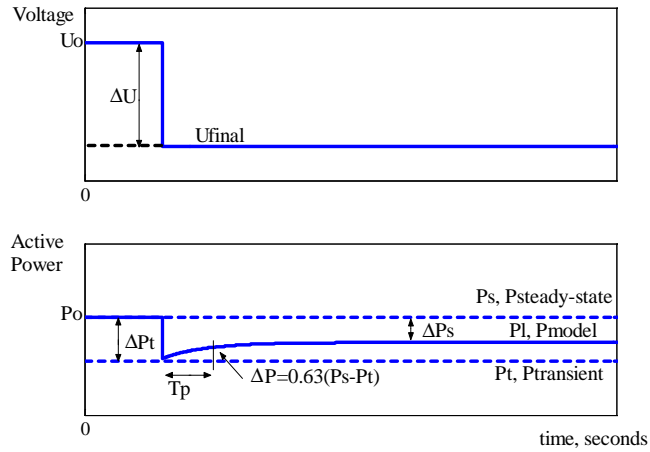 Voltage
Uo
ΔU
Ufinal
0
Active
Power
Ps, Psteady-state
Po
ΔPt
ΔPs
Pl, Pmodel
Tp
ΔP=0.63(Ps-Pt)
Pt, Ptransient
0
time, seconds